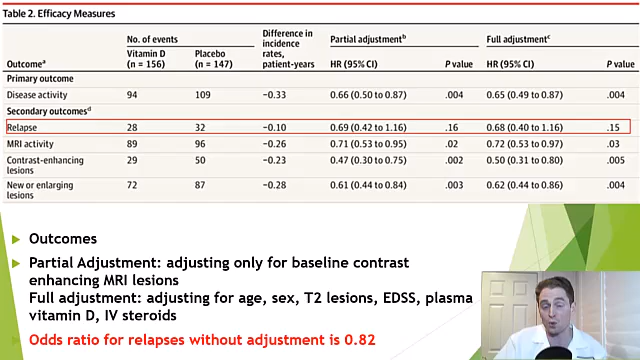 Table 2. Efficacy Measures
Outcomeᵃ | No. of events: Vitamin D (n = 156) | Placebo (n = 147) | Difference in incidence rates, patient-years | Partial adjustmentᵇ HR (95% CI) | P value | Full adjustmentᶜ HR (95% CI) | P value
Primary outcome
Disease activity 94 109 −0.33 0.66 (0.50 to 0.87) .004 0.65 (0.49 to 0.87) .004
Secondary outcomesᵈ
Relapse 28 32 −0.10 0.69 (0.42 to 1.16) .16 0.68 (0.40 to 1.16) .15
MRI activity 89 96 −0.26 0.71 (0.53 to 0.95) .02 0.72 (0.53 to 0.97) .03
Contrast-enhancing lesions 29 50 −0.23 0.47 (0.30 to 0.75) .002 0.50 (0.31 to 0.80) .005
New or enlarging lesions 72 87 −0.28 0.61 (0.44 to 0.84) .003 0.62 (0.44 to 0.86) .004
Outcomes
Partial Adjustment: adjusting only for baseline contrast
enhancing MRI lesions
Full adjustment: adjusting for age, sex, T2 lesions, EDSS, plasma
vitamin D, IV steroids
Odds ratio for relapses without adjustment is 0.82